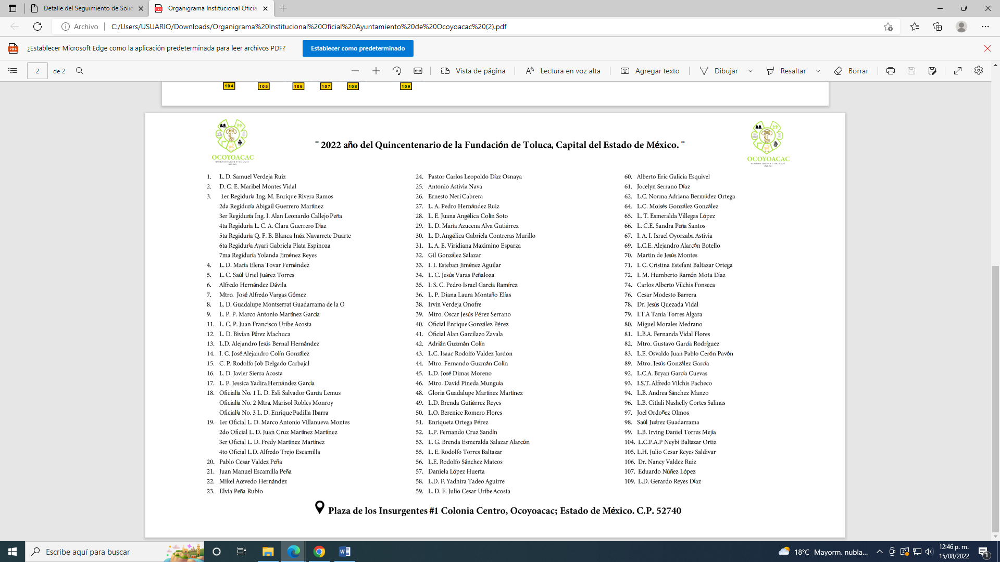 Detalle del Seguimiento de Solic
Organigrama Institucional Oficial
Archivo
C:/Users/USUARIO/Downloads/Organigrama%20Institucional%20Oficial%20Ayuntamiento%20de%20Ocoyoacac%20(2).pdf
¿Establecer Microsoft Edge como la aplicación predeterminada para leer archivos PDF?
Establecer como predeterminado
2 de 2
Vista de página
Lectura en voz alta
Agregar texto
Dibujar
Resaltar
Borrar
104 105 106 107 108 109
OCOYOACAC
¨ 2022 año del Quincentenario de la Fundación de Toluca, Capital del Estado de México. ¨
OCOYOACAC
1. L. D. Samuel Verdeja Ruiz
2. D. C. E. Maribel Montes Vidal
3. 1er Regiduría Ing. M. Enrique Rivera Ramos
2da Regiduría Abigail Guerrero Martínez
3er Regiduría Ing. I. Alan Leonardo Callejo Peña
4ta Regiduría L. C. A. Clara Guerrero Díaz
5ta Regiduría Q. F. B. Blanca Inéz Navarrete Duarte
6ta Regiduría Ayari Gabriela Plata Espinoza
7ma Regiduría Yolanda Jiménez Reyes
4. L. D. María Elena Tovar Fernández
5. L. C. Saúl Uriel Juárez Torres
6. Alfredo Hernández Dávila
7. Mtro. José Alfredo Vargas Gómez
8. L. D. Guadalupe Montserrat Guadarrama de la O
9. L. P. P. Marco Antonio Martínez García
11. L. C. P. Juan Francisco Uribe Acosta
12. L. D. Bivian Pérez Machuca
13. L.D. Alejandro Jesús Bernal Hernández
14. I. C. José Alejandro Colín González
15. C. P. Rodolfo Job Delgado Carbajal
16. L. D. Javier Sierra Acosta
17. L. P. Jessica Yadira Hernández García
18. Oficialía No. 1 L. D. Esli Salvador García Lemus
Oficialía No. 2 Mtra. Marisol Robles Monroy
Oficialía No. 3 L. D. Enrique Padilla Ibarra
19. 1er Oficial L. D. Marco Antonio Villanueva Montes
2do Oficial L. D. Juan Cruz Martínez Martínez
3er Oficial L. D. Fredy Martínez Martínez
4to Oficial L.D. Alfredo Trejo Escamilla
20. Pablo Cesar Valdez Peña
21. Juan Manuel Escamilla Peña
22. Mikel Acevedo Hernández
23. Elvia Peña Rubio
24. Pastor Carlos Leopoldo Díaz Osnaya
25. Antonio Astivia Nava
26. Ernesto Neri Cabrera
27. L. A. Pedro Hernández Ruiz
28. L. E. Juana Angélica Colín Soto
29. L. D. María Azucena Alva Gutiérrez
30. L. D. Angélica Gabriela Contreras Murillo
31. L. A. E. Viridiana Maximino Esparza
32. Gil González Salazar
33. I. I. Esteban Jiménez Aguilar
34. L. C. Jesús Varas Peñaloza
35. I. S. C. Pedro Israel García Ramírez
36. L. P. Diana Laura Montaño Elías
38. Irvin Verdeja Onofre
39. Mtro. Oscar Jesús Pérez Serrano
40. Oficial Enrique González Pérez
41. Oficial Alan Garcilazo Zavala
42. Adrián Guzmán Colín
43. L.C. Isaac Rodolfo Valdez Jardon
44. Mtro. Fernando Guzmán Colín
45. L.D. José Dimas Moreno
46. Mtro. David Pineda Munguía
48. Gloria Guadalupe Martínez Martínez
49. L.D. Brenda Gutiérrez Reyes
50. L.O. Berenice Romero Flores
51. Enriqueta Ortega Pérez
52. L.P. Fernando Cruz Sandín
53. L. G. Brenda Esmeralda Salazar Alarcón
55. L. E. Rodolfo Torres Baltazar
56. L.E. Rodolfo Sánchez Mateos
57. Daniela López Huerta
58. L.D. F. Yadhira Tadeo Aguirre
59. L. D. F. Julio Cesar Uribe Acosta
60. Alberto Eric Galicia Esquivel
61. Jocelyn Serrano Díaz
62. L.C. Norma Adriana Bermúdez Ortega
64. L.C. Moisés González González
65. L. T. Esmeralda Villegas López
66. L. C.E. Sandra Peña Santos
67. I. A. I. Israel Oyorzaba Astivia
69. L.C.E. Alejandro Alarcón Botello
70. Martin de Jesús Montes
71. I. C. Cristina Estefani Baltazar Ortega
72. I. M. Humberto Ramón Mota Díaz
74. Carlos Alberto Vilchis Fonseca
76. Cesar Modesto Barrera
78. Dr. Jesús Quezada Vidal
79. I.T.A Tania Torres Algara
80. Miguel Morales Medrano
81. L.B.A. Fernanda Vidal Flores
82. Mtro. Gustavo García Rodríguez
83. L.E. Osvaldo Juan Pablo Cerón Pavón
89. Mtro. Jesús González García
92. L.C.A. Bryan García Cuevas
93. I.S.T. Alfredo Vilchis Pacheco
94. L.B. Andrea Sánchez Manzo
96. L.B. Citlali Nashelly Cortes Salinas
97. Joel Ordoñez Olmos
98. Saúl Juárez Guadarrama
99. L.B. Irving Daniel Torres Mejía
104. L.C.P.A.P Neybi Baltazar Ortiz
105. L.H. Julio Cesar Reyes Saldivar
106. Dr. Nancy Valdez Ruiz
107. Eduardo Núñez López
109. L.D. Gerardo Reyes Díaz
Plaza de los Insurgentes #1 Colonia Centro, Ocoyoacac; Estado de México. C.P. 52740
Escribe aquí para buscar
18°C Mayorm. nubla...
12:46 p. m.
15/08/2022
1